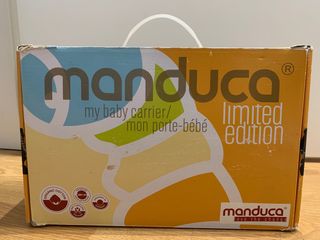 manduca®
my baby carrier/
mon porte-bébé
limited
edition
manduca